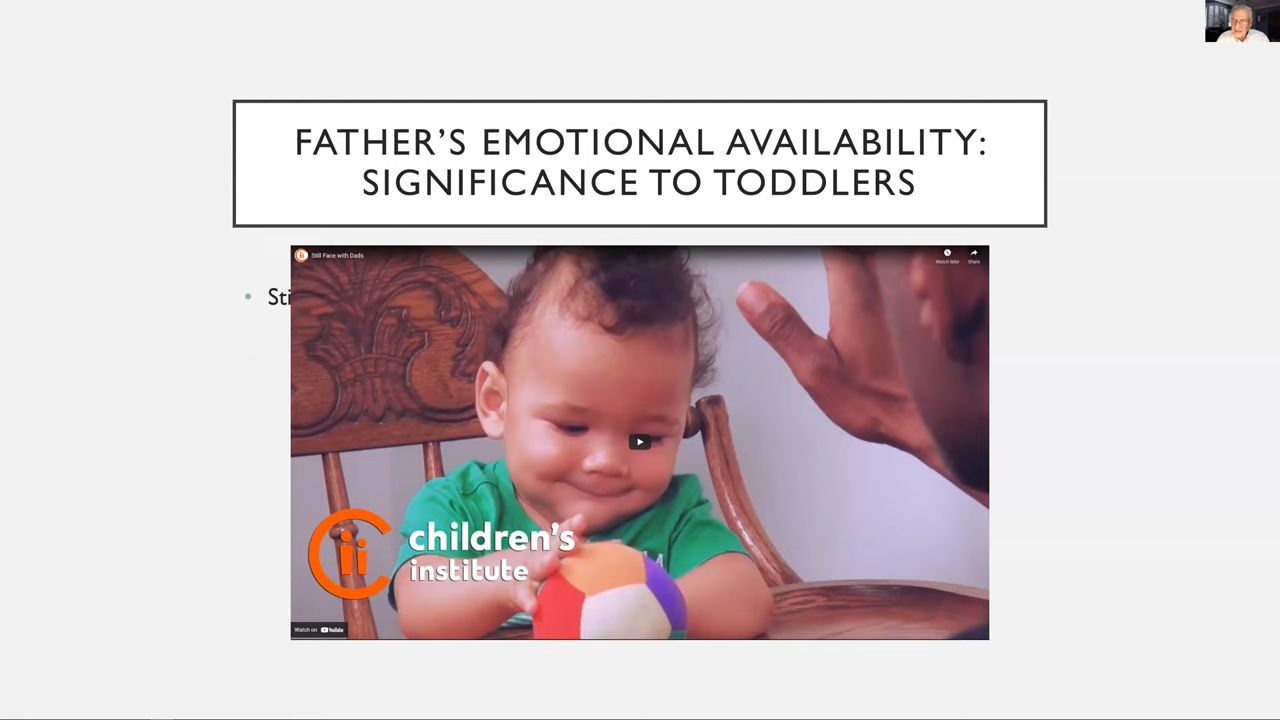 FATHER'S EMOTIONAL AVAILABILITY:
SIGNIFICANCE TO TODDLERS
• Sti
Still Face with Dads
Watch later
Share
children's
institute
Watch on YouTube